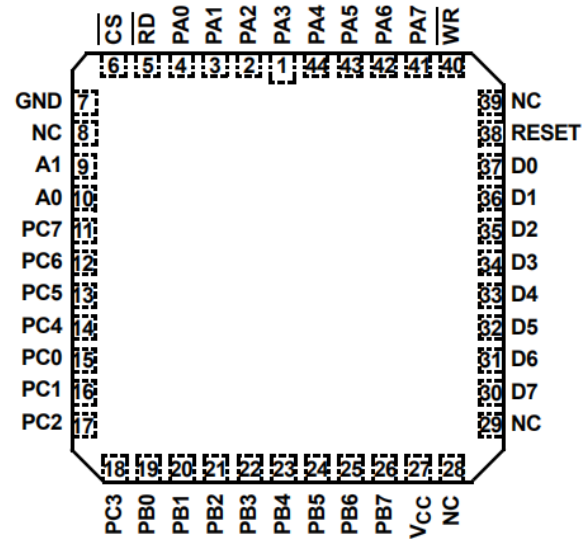 CS RD PA0 PA1 PA2 PA3 PA4 PA5 PA6 PA7 WR
6 5 4 3 2 1 44 43 42 41 40
GND 7 39 NC
NC 8 38 RESET
A1 9 37 D0
A0 10 36 D1
PC7 11 35 D2
PC6 12 34 D3
PC5 13 33 D4
PC4 14 32 D5
PC0 15 31 D6
PC1 16 30 D7
PC2 17 29 NC
18 19 20 21 22 23 24 25 26 27 28
PC3 PB0 PB1 PB2 PB3 PB4 PB5 PB6 PB7 VCC NC